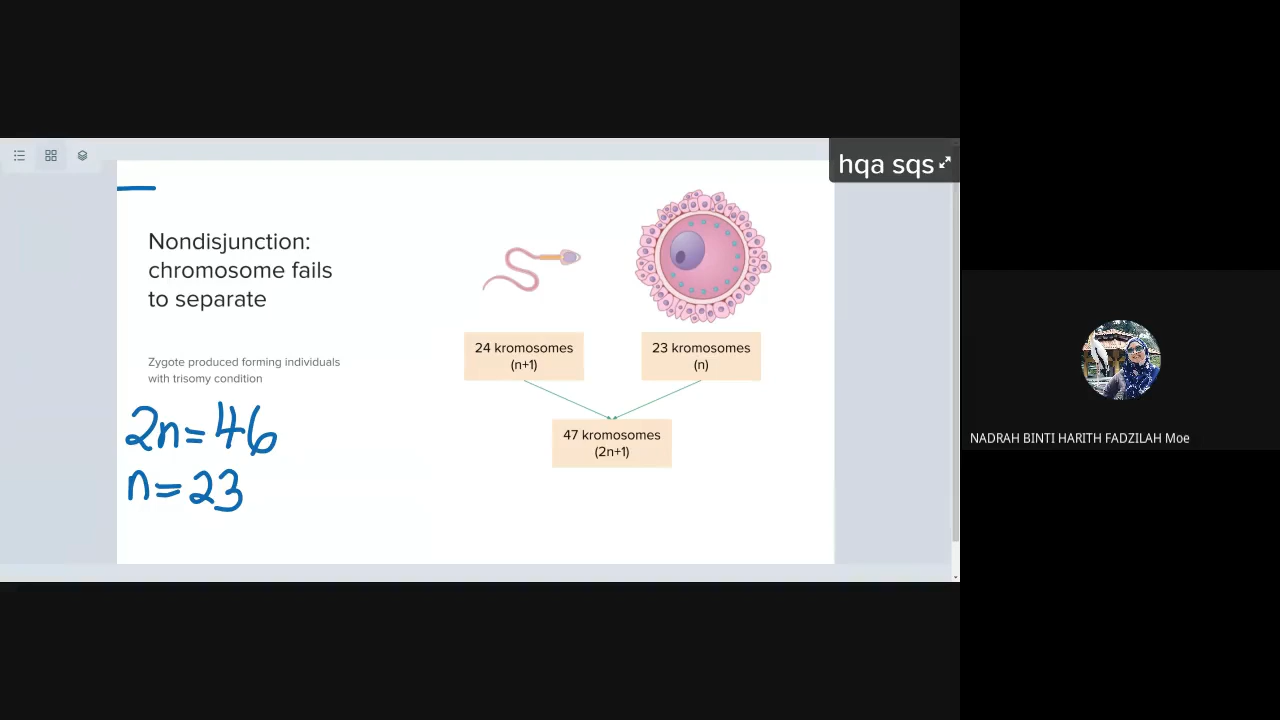 hqa sqs
Nondisjunction:
chromosome fails
to separate
Zygote produced forming individuals
with trisomy condition
2n=46
n=23
24 kromosomes
(n+1)
23 kromosomes
(n)
47 kromosomes
(2n+1)
NADRAH BINTI HARITH FADZILAH Moe